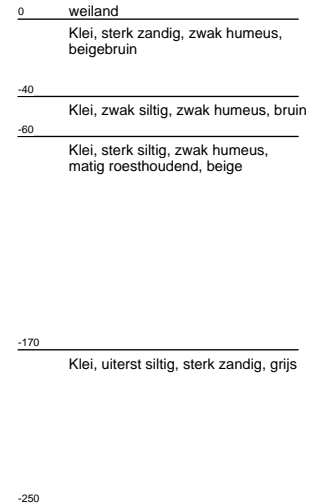 0 weiland
Klei, sterk zandig, zwak humeus,
beigebruin
-40
Klei, zwak siltig, zwak humeus, bruin
-60
Klei, sterk siltig, zwak humeus,
matig roesthoudend, beige
-170
Klei, uiterst siltig, sterk zandig, grijs
-250